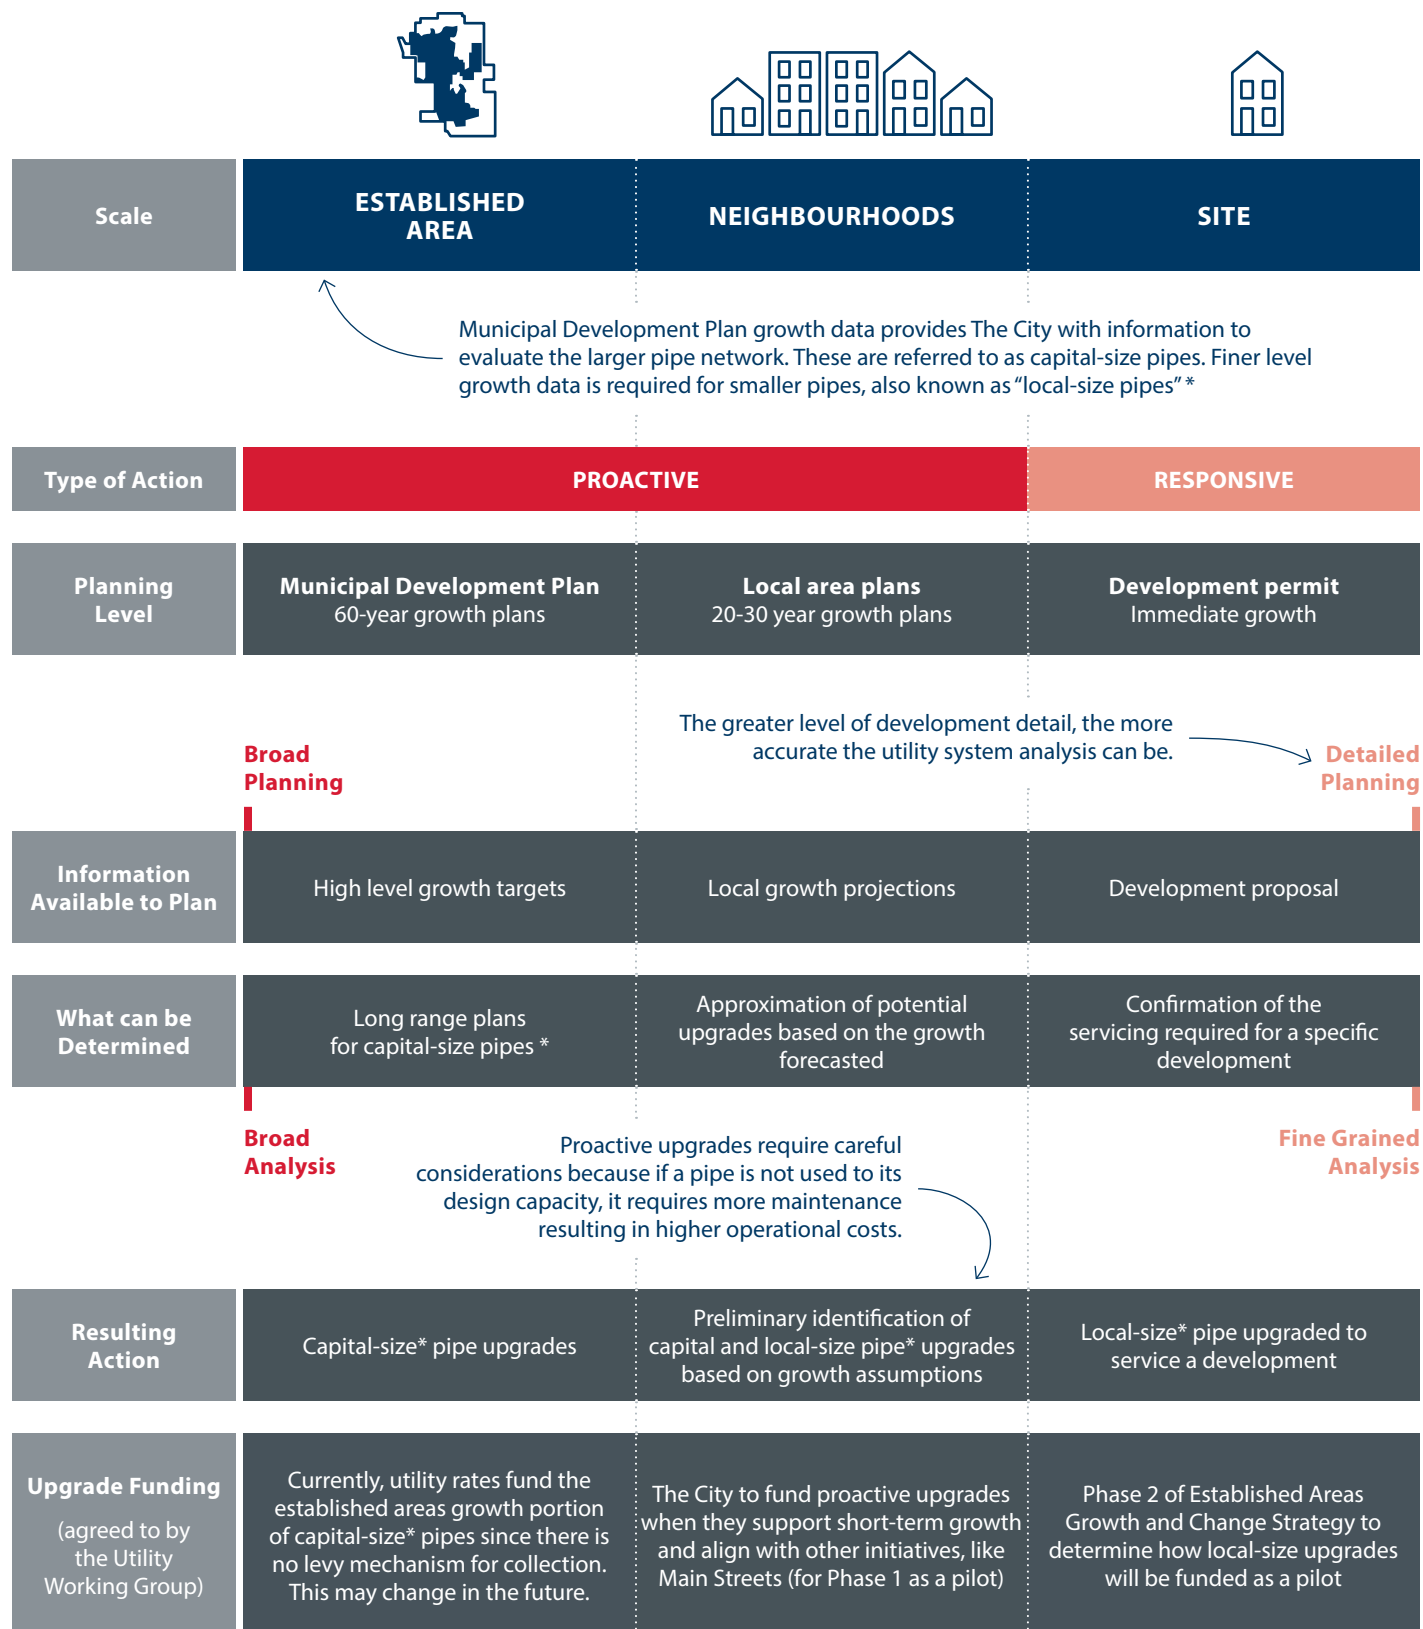 Scale
ESTABLISHED
AREA
NEIGHBOURHOODS
SITE
Municipal Development Plan growth data provides The City with information to
evaluate the larger pipe network. These are referred to as capital-size pipes. Finer level
growth data is required for smaller pipes, also known as “local-size pipes” *
Type of Action
PROACTIVE
RESPONSIVE
Planning
Level
Municipal Development Plan
60-year growth plans
Local area plans
20-30 year growth plans
Development permit
Immediate growth
Broad
Planning
The greater level of development detail, the more
accurate the utility system analysis can be.
Detailed
Planning
Information
Available to Plan
High level growth targets
Local growth projections
Development proposal
What can be
Determined
Long range plans
for capital-size pipes *
Approximation of potential
upgrades based on the growth
forecasted
Confirmation of the
servicing required for a specific
development
Broad
Analysis
Proactive upgrades require careful
considerations because if a pipe is not used to its
design capacity, it requires more maintenance
resulting in higher operational costs.
Fine Grained
Analysis
Resulting
Action
Capital-size* pipe upgrades
Preliminary identification of
capital and local-size pipe* upgrades
based on growth assumptions
Local-size* pipe upgraded to
service a development
Upgrade Funding
(agreed to by
the Utility
Working Group)
Currently, utility rates fund the
established areas growth portion
of capital-size* pipes since there is
no levy mechanism for collection.
This may change in the future.
The City to fund proactive upgrades
when they support short-term growth
and align with other initiatives, like
Main Streets (for Phase 1 as a pilot)
Phase 2 of Established Areas
Growth and Change Strategy to
determine how local-size upgrades
will be funded as a pilot